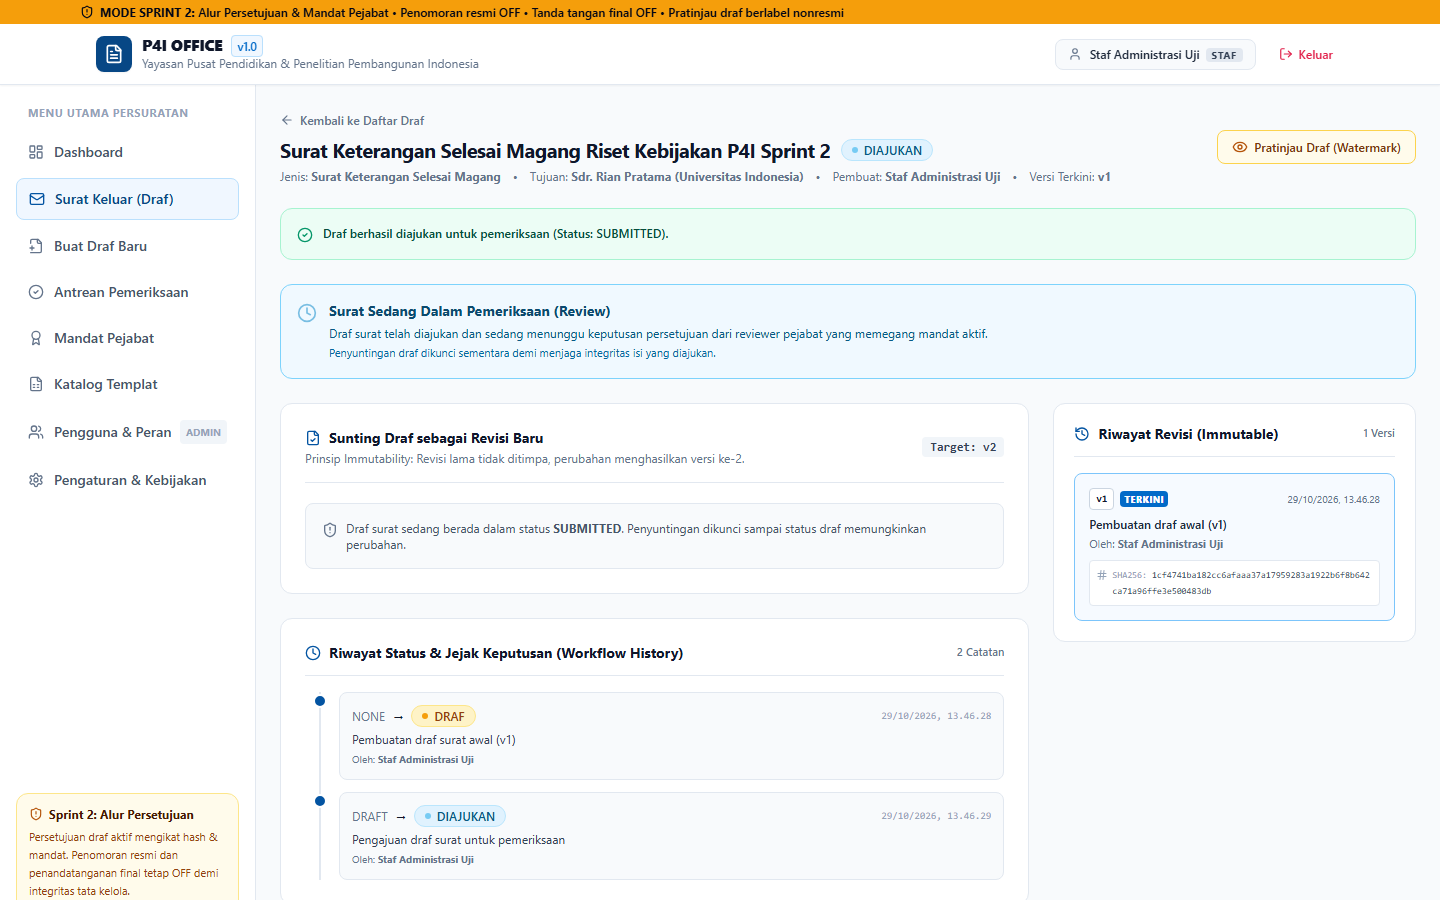 MODE SPRINT 2: Alur Persetujuan & Mandat Pejabat • Penomoran resmi OFF • Tanda tangan final OFF • Pratinjau draf berlabel nonresmi
P4I OFFICE v1.0
Yayasan Pusat Pendidikan & Penelitian Pembangunan Indonesia
Staf Administrasi Uji STAF
Keluar
MENU UTAMA PERSURATAN
Dashboard
Surat Keluar (Draf)
Buat Draf Baru
Antrean Pemeriksaan
Mandat Pejabat
Katalog Templat
Pengguna & Peran ADMIN
Pengaturan & Kebijakan
Sprint 2: Alur Persetujuan
Persetujuan draf aktif mengikat hash &
mandat. Penomoran resmi dan
penandatanganan final tetap OFF demi
integritas tata kelola.
← Kembali ke Daftar Draf
Surat Keterangan Selesai Magang Riset Kebijakan P4I Sprint 2 • DIAJUKAN
Jenis: Surat Keterangan Selesai Magang • Tujuan: Sdr. Rian Pratama (Universitas Indonesia) • Pembuat: Staf Administrasi Uji • Versi Terkini: v1
Pratinjau Draf (Watermark)
Draf berhasil diajukan untuk pemeriksaan (Status: SUBMITTED).
Surat Sedang Dalam Pemeriksaan (Review)
Draf surat telah diajukan dan sedang menunggu keputusan persetujuan dari reviewer pejabat yang memegang mandat aktif.
Penyuntingan draf dikunci sementara demi menjaga integritas isi yang diajukan.
Sunting Draf sebagai Revisi Baru
Prinsip Immutability: Revisi lama tidak ditimpa, perubahan menghasilkan versi ke-2.
Target: v2
Draf surat sedang berada dalam status SUBMITTED. Penyuntingan dikunci sampai status draf memungkinkan
perubahan.
Riwayat Status & Jejak Keputusan (Workflow History)
2 Catatan
NONE → • DRAF
29/10/2026, 13.46.28
Pembuatan draf surat awal (v1)
Oleh: Staf Administrasi Uji
DRAFT → • DIAJUKAN
29/10/2026, 13.46.29
Pengajuan draf surat untuk pemeriksaan
Oleh: Staf Administrasi Uji
Riwayat Revisi (Immutable)
1 Versi
v1 TERKINI
29/10/2026, 13.46.28
Pembuatan draf awal (v1)
Oleh: Staf Administrasi Uji
# SHA256: 1cf4741ba182cc6afaaa37a17959283a1922b6f8b642
ca71a96ffe3e500483db